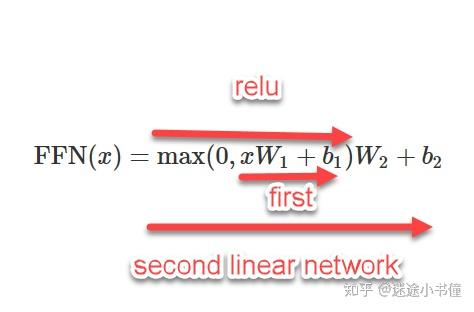 relu
FFN(x) = max(0, xW₁ + b₁)W₂ + b₂
first
second linear network
知乎 @迷途小书僮